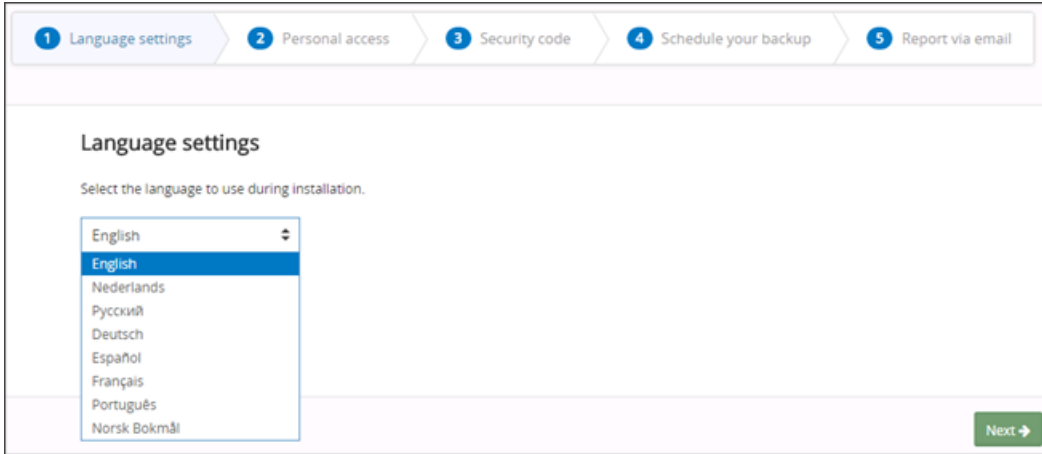 1 Language settings 2 Personal access 3 Security code 4 Schedule your backup 5 Report via email
Language settings
Select the language to use during installation.
English
English
Nederlands
Русский
Deutsch
Español
Français
Português
Norsk Bokmål
Next